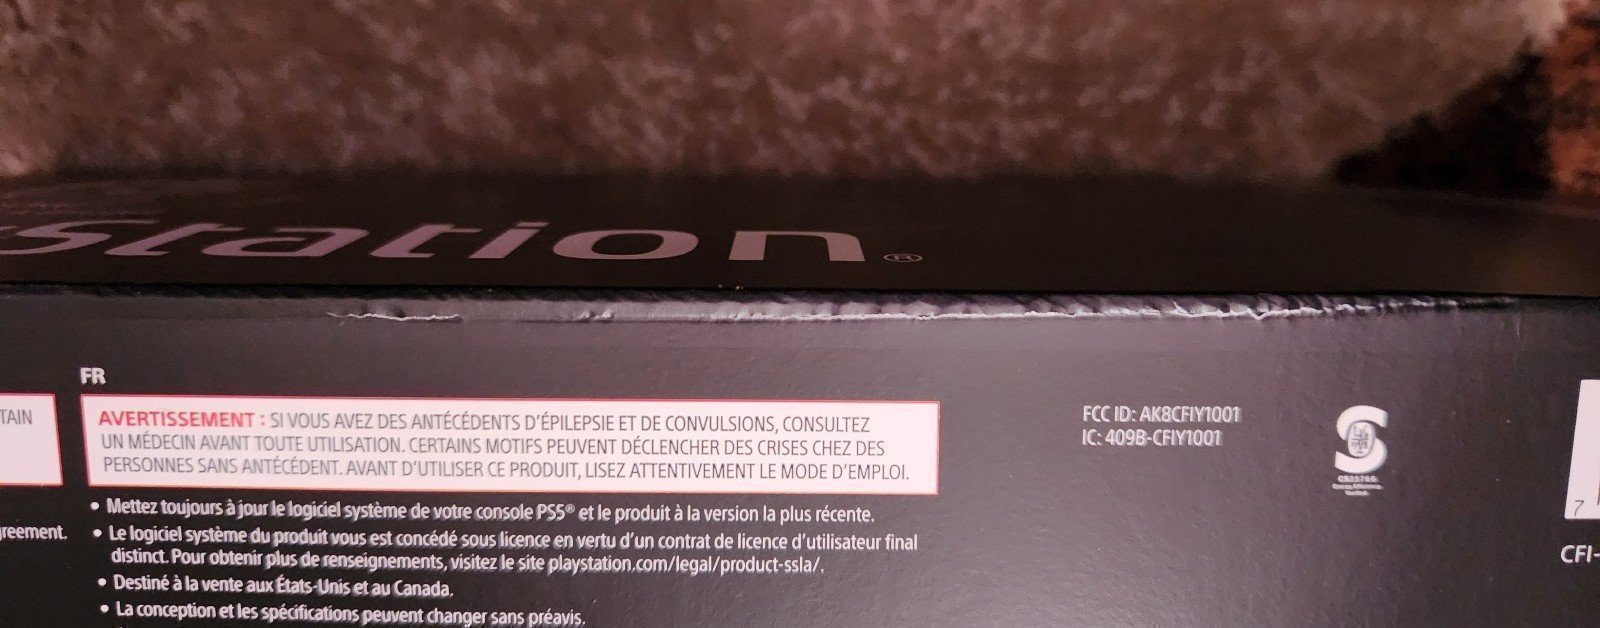 Station®
FR
TAIN
AVERTISSEMENT : SI VOUS AVEZ DES ANTÉCÉDENTS D'ÉPILEPSIE ET DE CONVULSIONS, CONSULTEZ
UN MÉDECIN AVANT TOUTE UTILISATION. CERTAINS MOTIFS PEUVENT DÉCLENCHER DES CRISES CHEZ DES
PERSONNES SANS ANTÉCÉDENT. AVANT D'UTILISER CE PRODUIT, LISEZ ATTENTIVEMENT LE MODE D'EMPLOI.
greement.
• Mettez toujours à jour le logiciel système de votre console PS5® et le produit à la version la plus récente.
• Le logiciel système du produit vous est concédé sous licence en vertu d'un contrat de licence d'utilisateur final
distinct. Pour obtenir plus de renseignements, visitez le site playstation.com/legal/product-ssla/.
• Destiné à la vente aux États-Unis et au Canada.
• La conception et les spécifications peuvent changer sans préavis.
FCC ID: AK8CFIY1001
IC: 409B-CFIY1001
7
CFI-